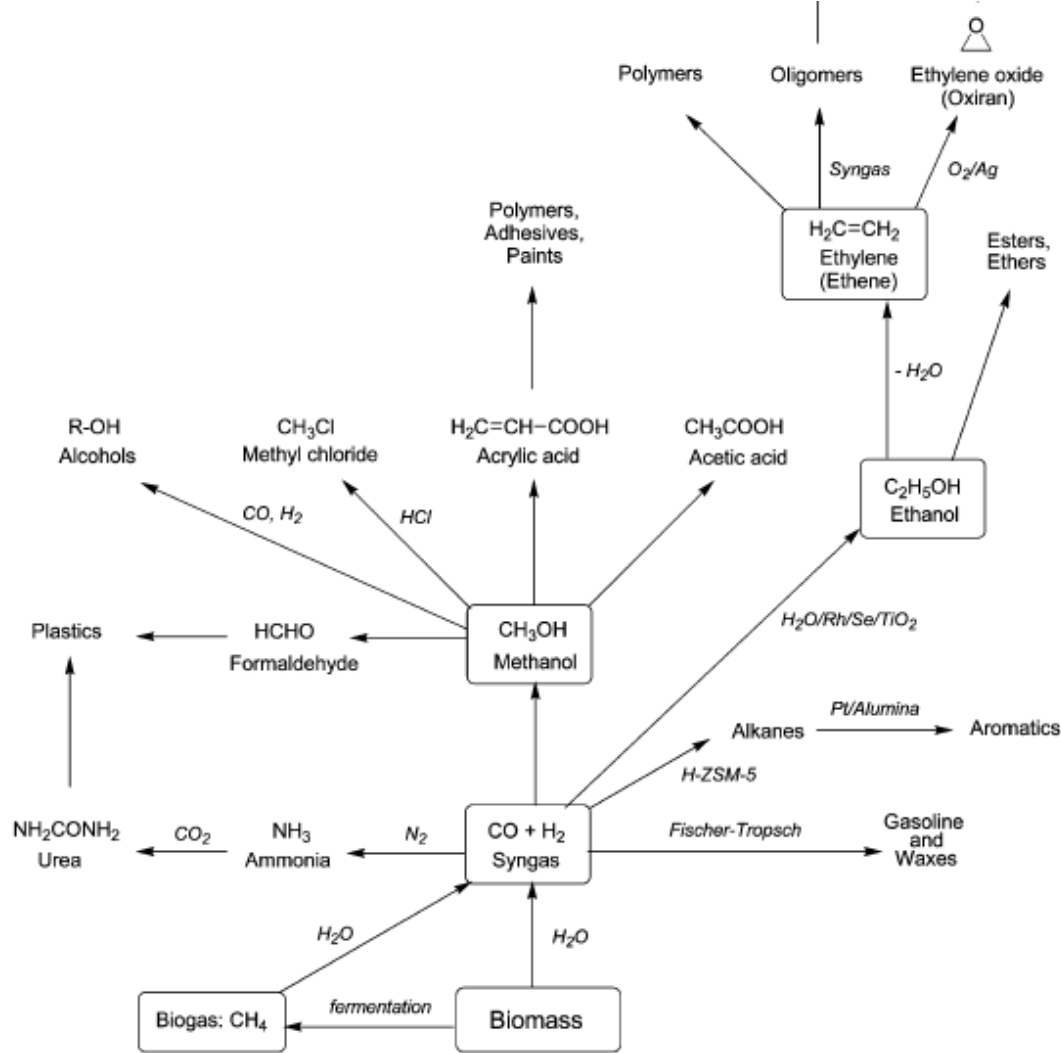 O
Polymers
Oligomers
Ethylene oxide
(Oxiran)
Syngas
O₂/Ag
Polymers,
Adhesives,
Paints
H₂C=CH₂
Ethylene
(Ethene)
Esters,
Ethers
- H₂O
R-OH
Alcohols
CH₃Cl
Methyl chloride
H₂C=CH−COOH
Acrylic acid
CH₃COOH
Acetic acid
C₂H₅OH
Ethanol
CO, H₂
HCl
Plastics
HCHO
Formaldehyde
CH₃OH
Methanol
H₂O/Rh/Se/TiO₂
Pt/Alumina
Alkanes
Aromatics
H-ZSM-5
NH₂CONH₂
Urea
CO₂
NH₃
Ammonia
N₂
CO + H₂
Syngas
Fischer-Tropsch
Gasoline
and
Waxes
H₂O
H₂O
Biogas: CH₄
fermentation
Biomass